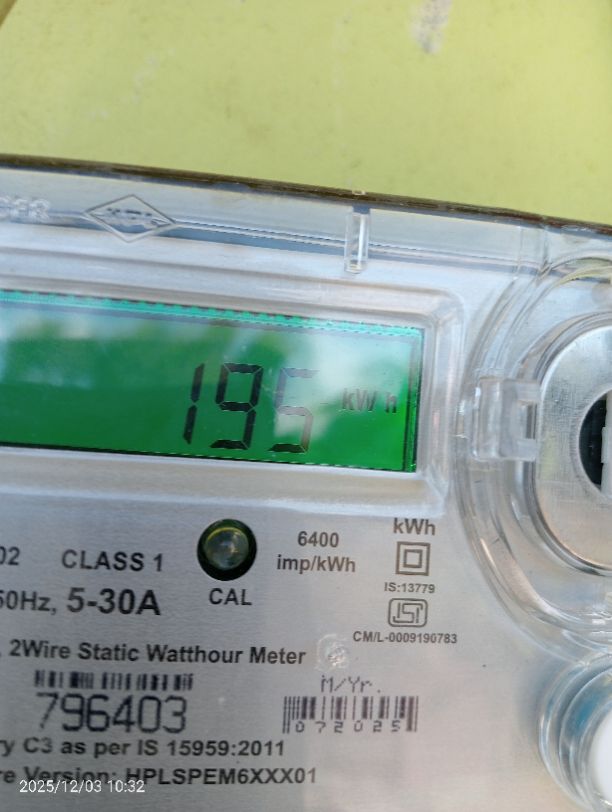 195 kWh
kWh
6400
imp/kWh
02 CLASS 1
IS:13779
50Hz, 5-30A
CAL
CM/L-0009190783
2Wire Static Watthour Meter
M/Yr.
796403
072025
C3 as per IS 15959:2011
Version: HPLSPEM6XXX01
2025/12/03 10:32